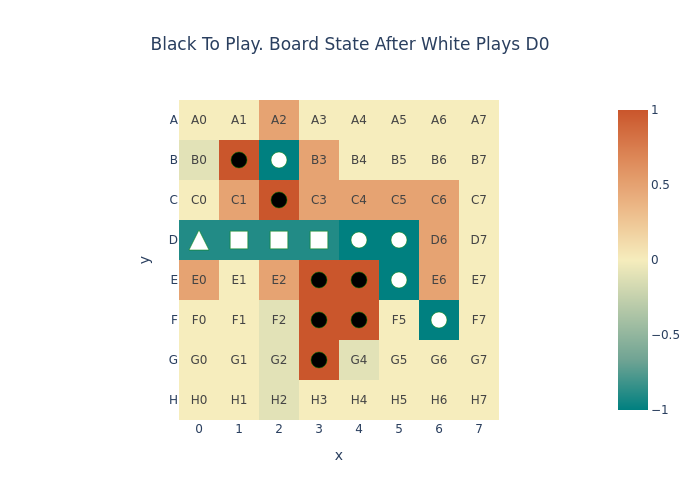 Black To Play. Board State After White Plays D0
A A0 A1 A2 A3 A4 A5 A6 A7
B B0 B3 B4 B5 B6 B7
C C0 C1 C3 C4 C5 C6 C7
D D6 D7
E E0 E1 E2 E6 E7
F F0 F1 F2 F5 F7
G G0 G1 G2 G4 G5 G6 G7
H H0 H1 H2 H3 H4 H5 H6 H7
0 1 2 3 4 5 6 7
x
y
1
0.5
0
−0.5
−1